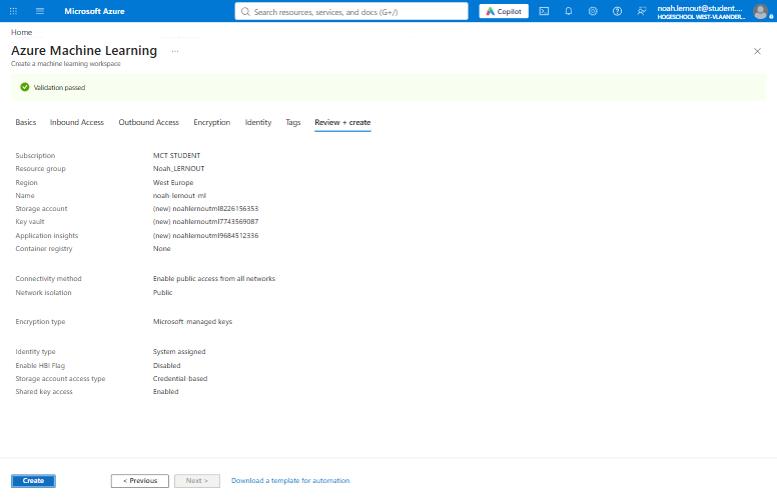 Microsoft Azure
Search resources, services, and docs (G+/)
Copilot
noah.lernout@student....
HOGESCHOOL WEST-VLAANDER...
Home
Azure Machine Learning ...
Create a machine learning workspace
Validation passed
Basics Inbound Access Outbound Access Encryption Identity Tags Review + create
Subscription MCT STUDENT
Resource group Noah_LERNOUT
Region West Europe
Name noah-lernout-ml
Storage account (new) noahlernoutml8226156353
Key vault (new) noahlernoutml7743569087
Application insights (new) noahlernoutml9684512336
Container registry None
Connectivity method Enable public access from all networks
Network isolation Public
Encryption type Microsoft-managed keys
Identity type System assigned
Enable HBI Flag Disabled
Storage account access type Credential-based
Shared key access Enabled
Create < Previous Next > Download a template for automation